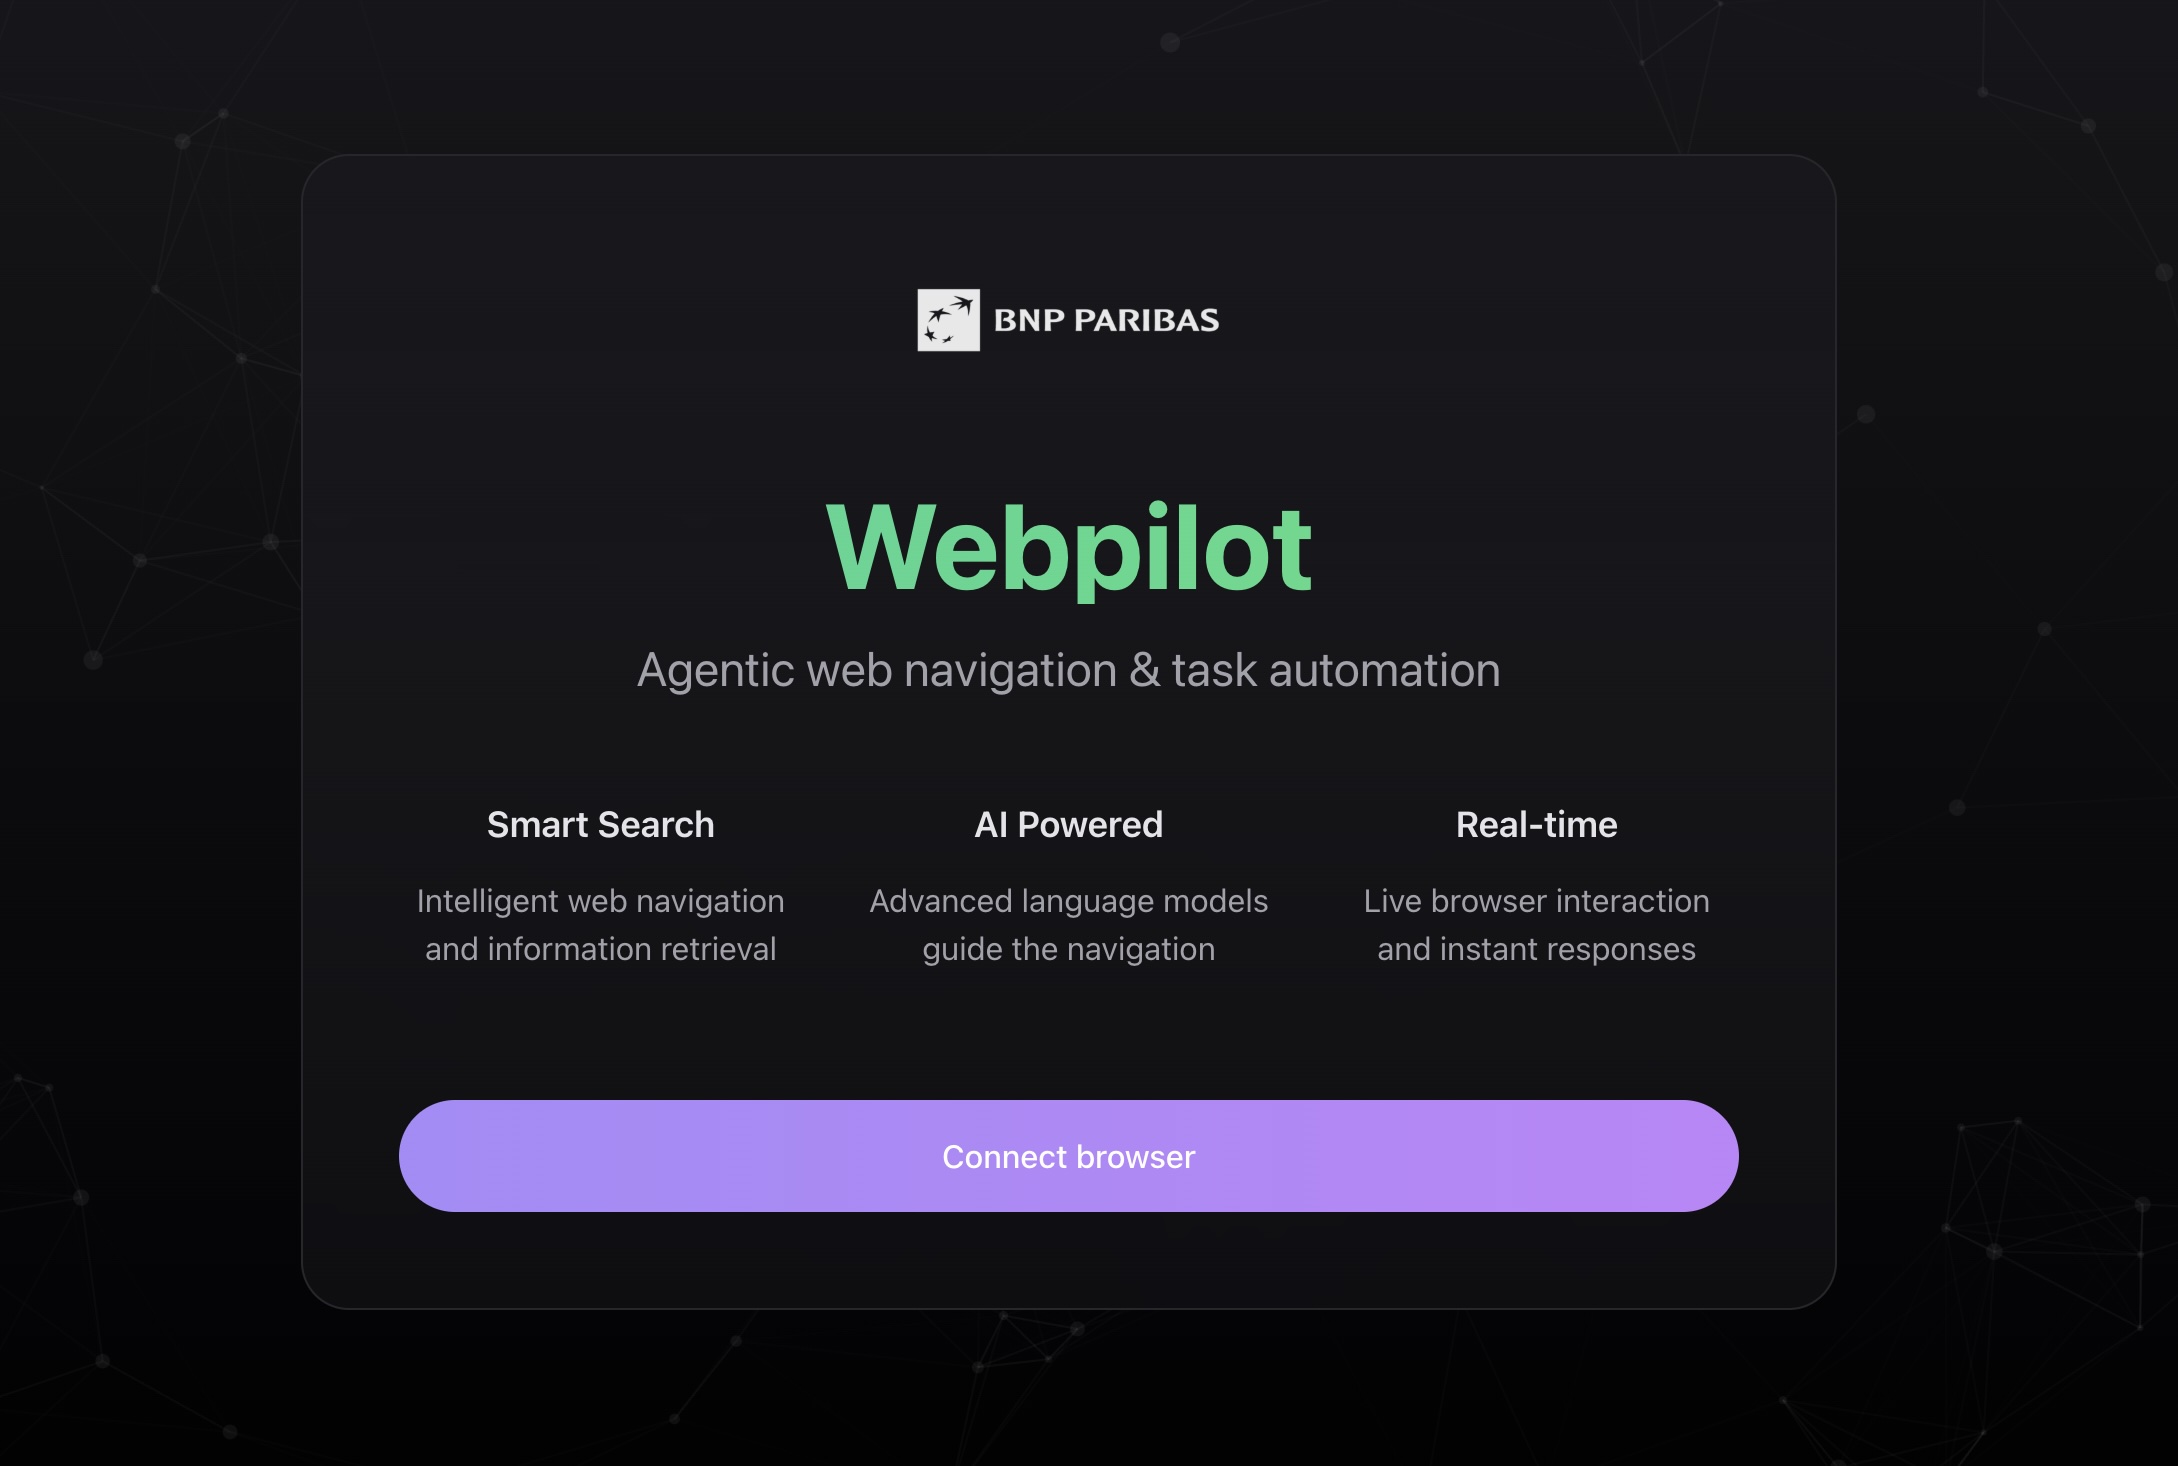 BNP PARIBAS
Webpilot
Agentic web navigation & task automation
Smart Search
Intelligent web navigation
and information retrieval
AI Powered
Advanced language models
guide the navigation
Real-time
Live browser interaction
and instant responses
Connect browser